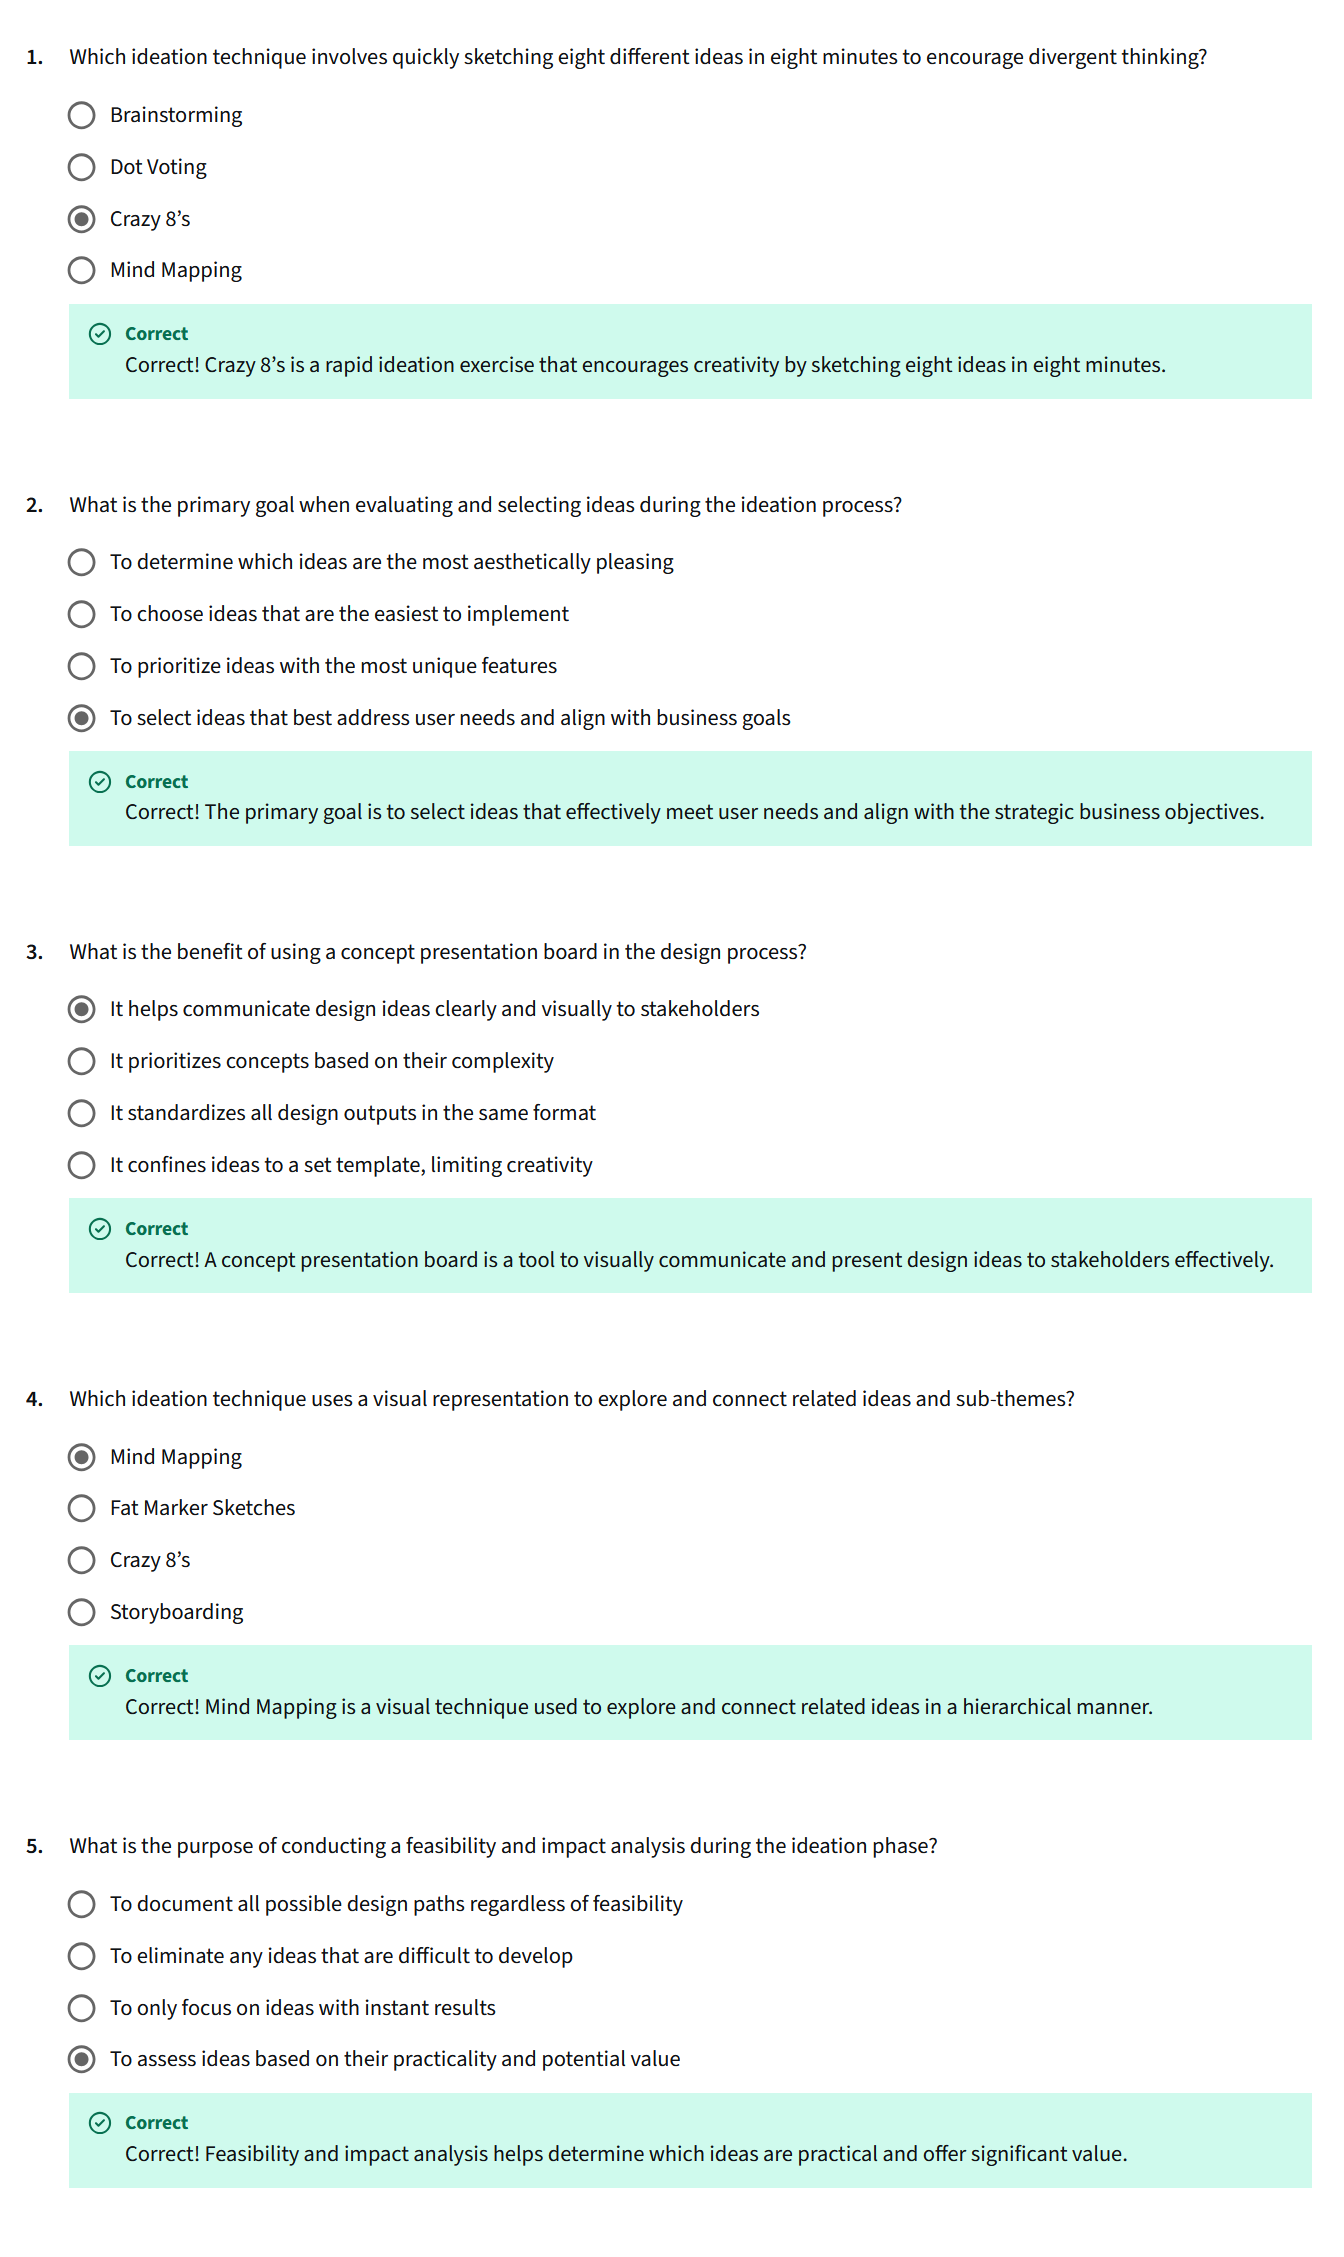 1. Which ideation technique involves quickly sketching eight different ideas in eight minutes to encourage divergent thinking?
Brainstorming
Dot Voting
Crazy 8’s
Mind Mapping
Correct
Correct! Crazy 8’s is a rapid ideation exercise that encourages creativity by sketching eight ideas in eight minutes.
2. What is the primary goal when evaluating and selecting ideas during the ideation process?
To determine which ideas are the most aesthetically pleasing
To choose ideas that are the easiest to implement
To prioritize ideas with the most unique features
To select ideas that best address user needs and align with business goals
Correct
Correct! The primary goal is to select ideas that effectively meet user needs and align with the strategic business objectives.
3. What is the benefit of using a concept presentation board in the design process?
It helps communicate design ideas clearly and visually to stakeholders
It prioritizes concepts based on their complexity
It standardizes all design outputs in the same format
It confines ideas to a set template, limiting creativity
Correct
Correct! A concept presentation board is a tool to visually communicate and present design ideas to stakeholders effectively.
4. Which ideation technique uses a visual representation to explore and connect related ideas and sub-themes?
Mind Mapping
Fat Marker Sketches
Crazy 8’s
Storyboarding
Correct
Correct! Mind Mapping is a visual technique used to explore and connect related ideas in a hierarchical manner.
5. What is the purpose of conducting a feasibility and impact analysis during the ideation phase?
To document all possible design paths regardless of feasibility
To eliminate any ideas that are difficult to develop
To only focus on ideas with instant results
To assess ideas based on their practicality and potential value
Correct
Correct! Feasibility and impact analysis helps determine which ideas are practical and offer significant value.